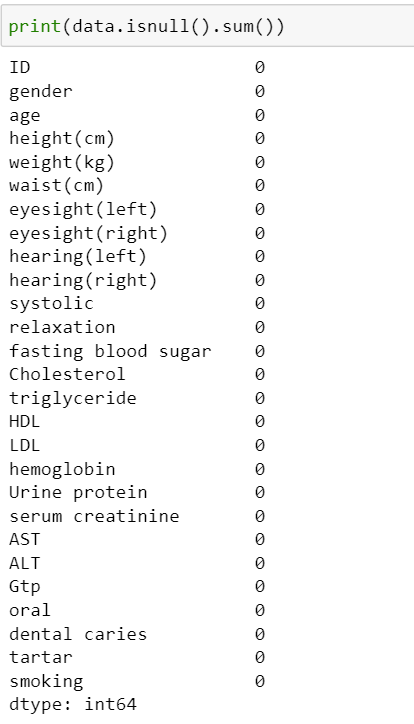 print(data.isnull().sum())
ID 0
gender 0
age 0
height(cm) 0
weight(kg) 0
waist(cm) 0
eyesight(left) 0
eyesight(right) 0
hearing(left) 0
hearing(right) 0
systolic 0
relaxation 0
fasting blood sugar 0
Cholesterol 0
triglyceride 0
HDL 0
LDL 0
hemoglobin 0
Urine protein 0
serum creatinine 0
AST 0
ALT 0
Gtp 0
oral 0
dental caries 0
tartar 0
smoking 0
dtype: int64